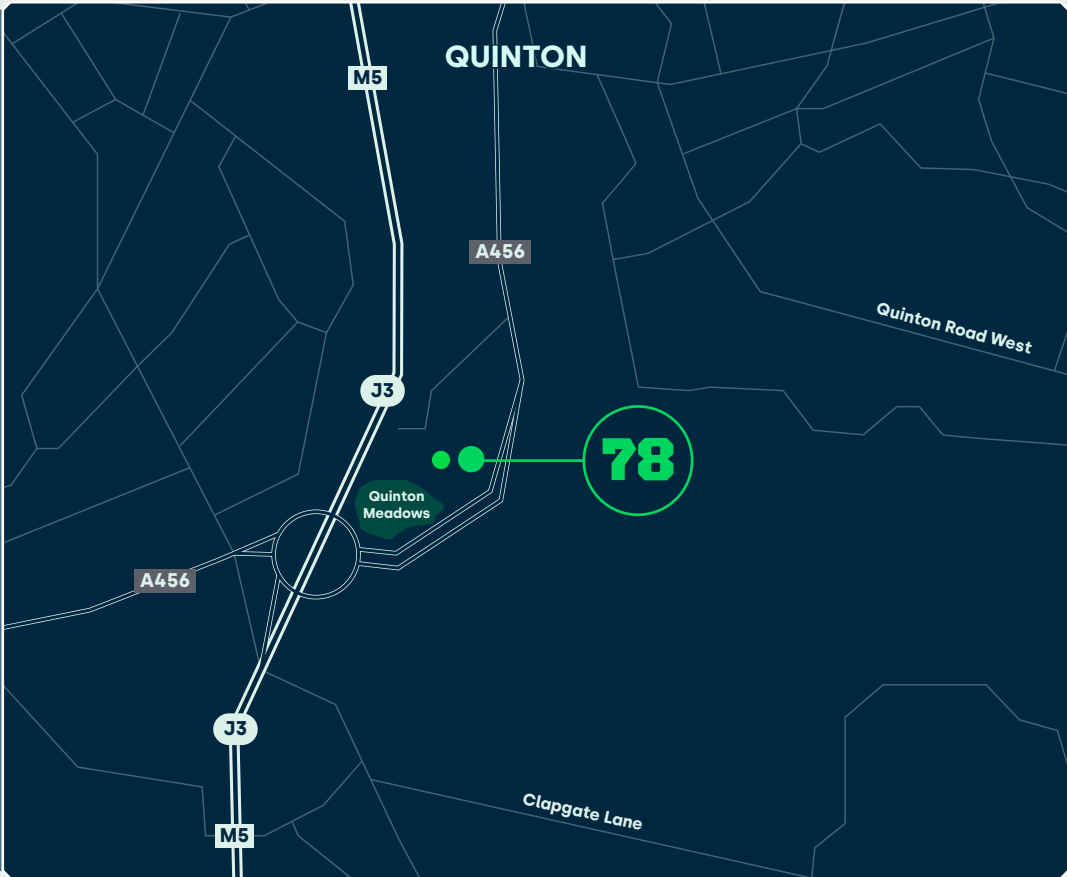 QUINTON
M5
A456
Quinton Road West
J3
78
Quinton
Meadows
A456
J3
Clapgate Lane
M5